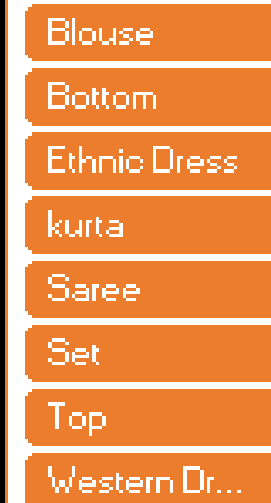 Blouse
Bottom
Ethnic Dress
kurta
Saree
Set
Top
Western Dr...